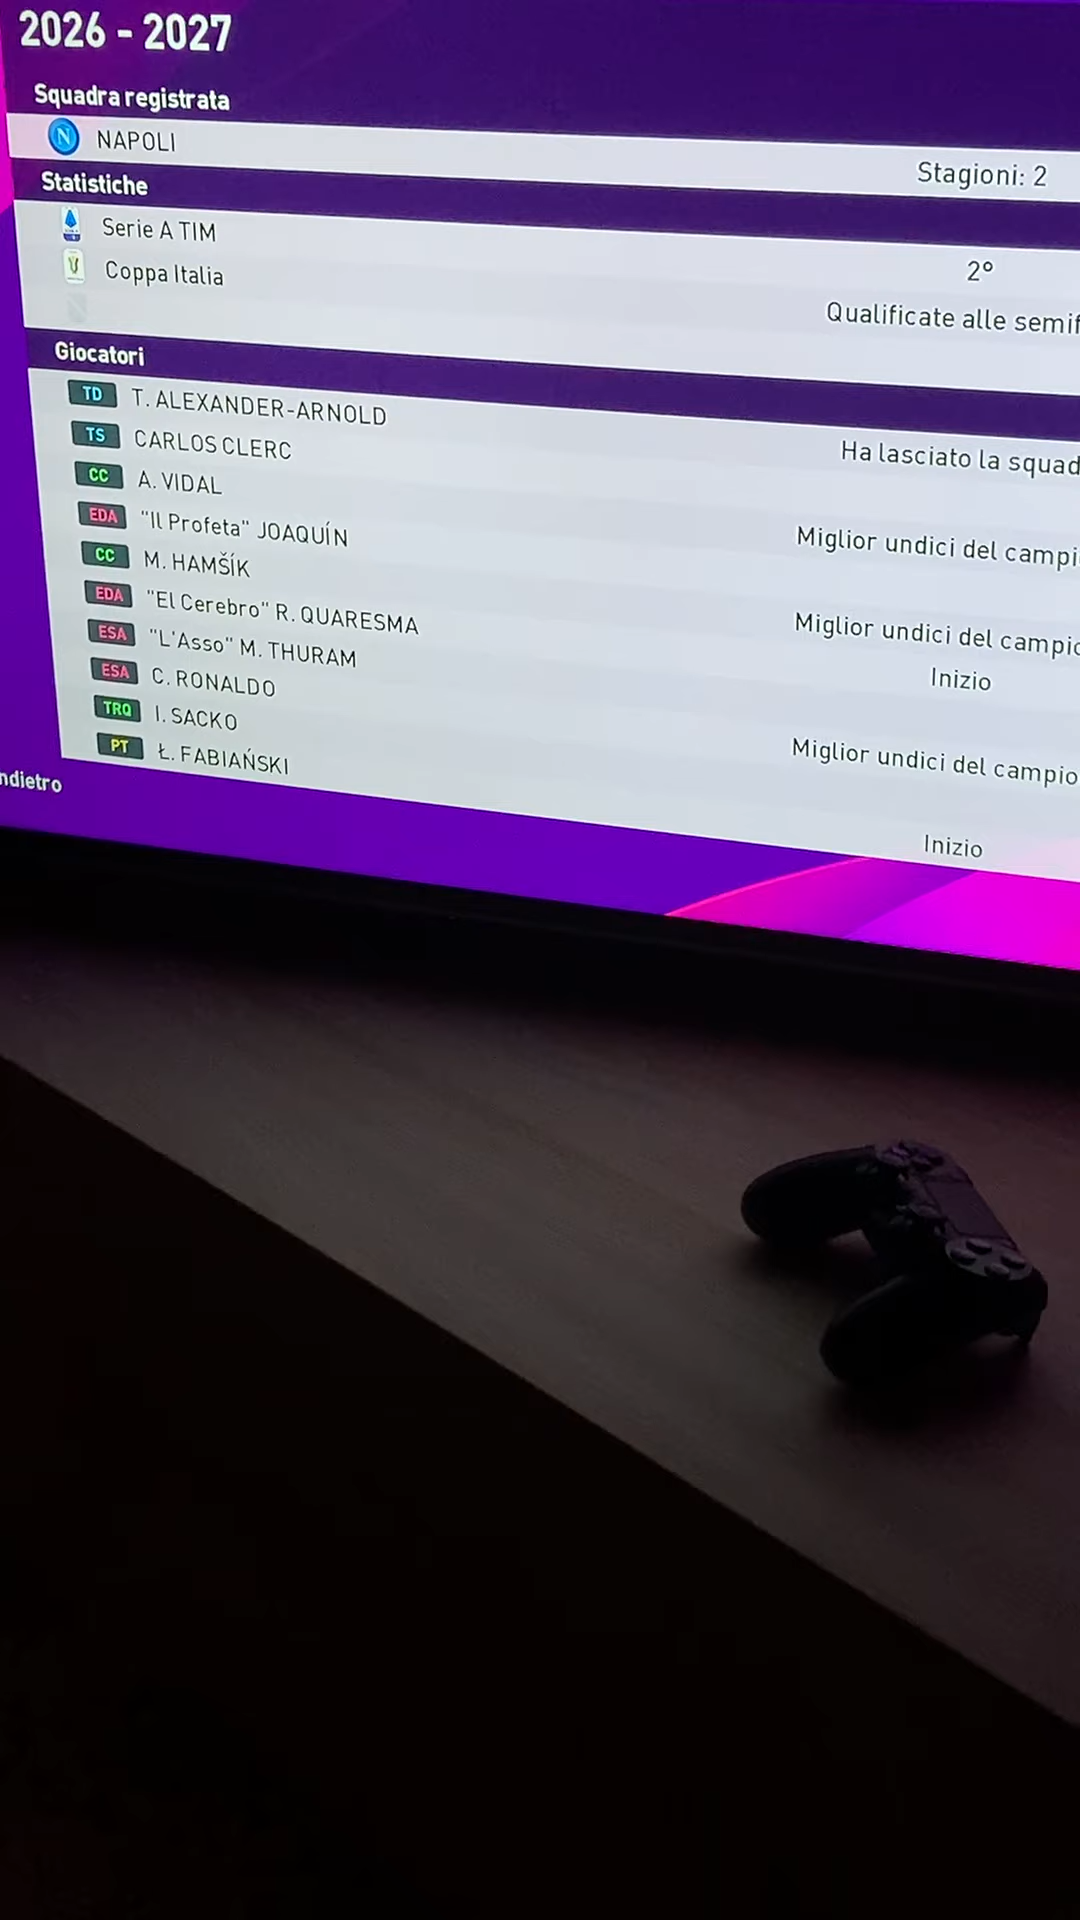 2026 - 2027
Squadra registrata
N NAPOLI Stagioni: 2
Statistiche
Serie A TIM 2°
Coppa Italia Qualificate alle semif
Giocatori
TD T. ALEXANDER-ARNOLD Ha lasciato la squad
TS CARLOS CLERC
CC A. VIDAL Miglior undici del campi
EDA "Il Profeta" JOAQUÍN
CC M. HAMŠÍK Miglior undici del campio
EDA "El Cerebro" R. QUARESMA Inizio
ESA "L'Asso" M. THURAM
ESA C. RONALDO Miglior undici del campio
TRQ I. SACKO
PT Ł. FABIAŃSKI Inizio
ndietro